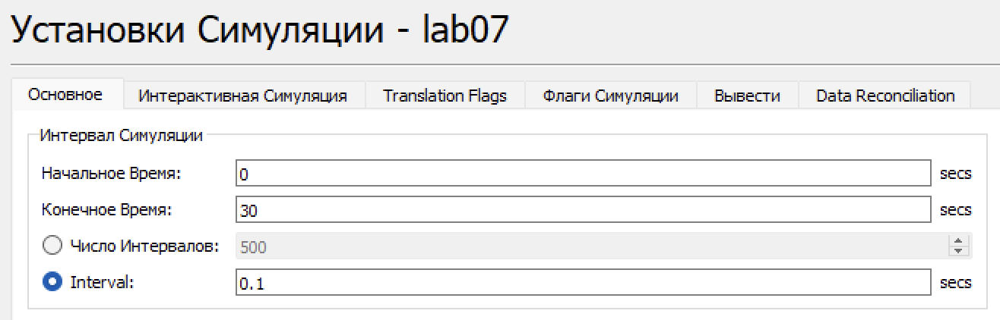 Установки Симуляции - lab07
Основное Интерактивная Симуляция Translation Flags Флаги Симуляции Вывести Data Reconciliation
Интервал Симуляции
Начальное Время: 0 secs
Конечное Время: 30 secs
Число Интервалов: 500
Interval: 0.1 secs